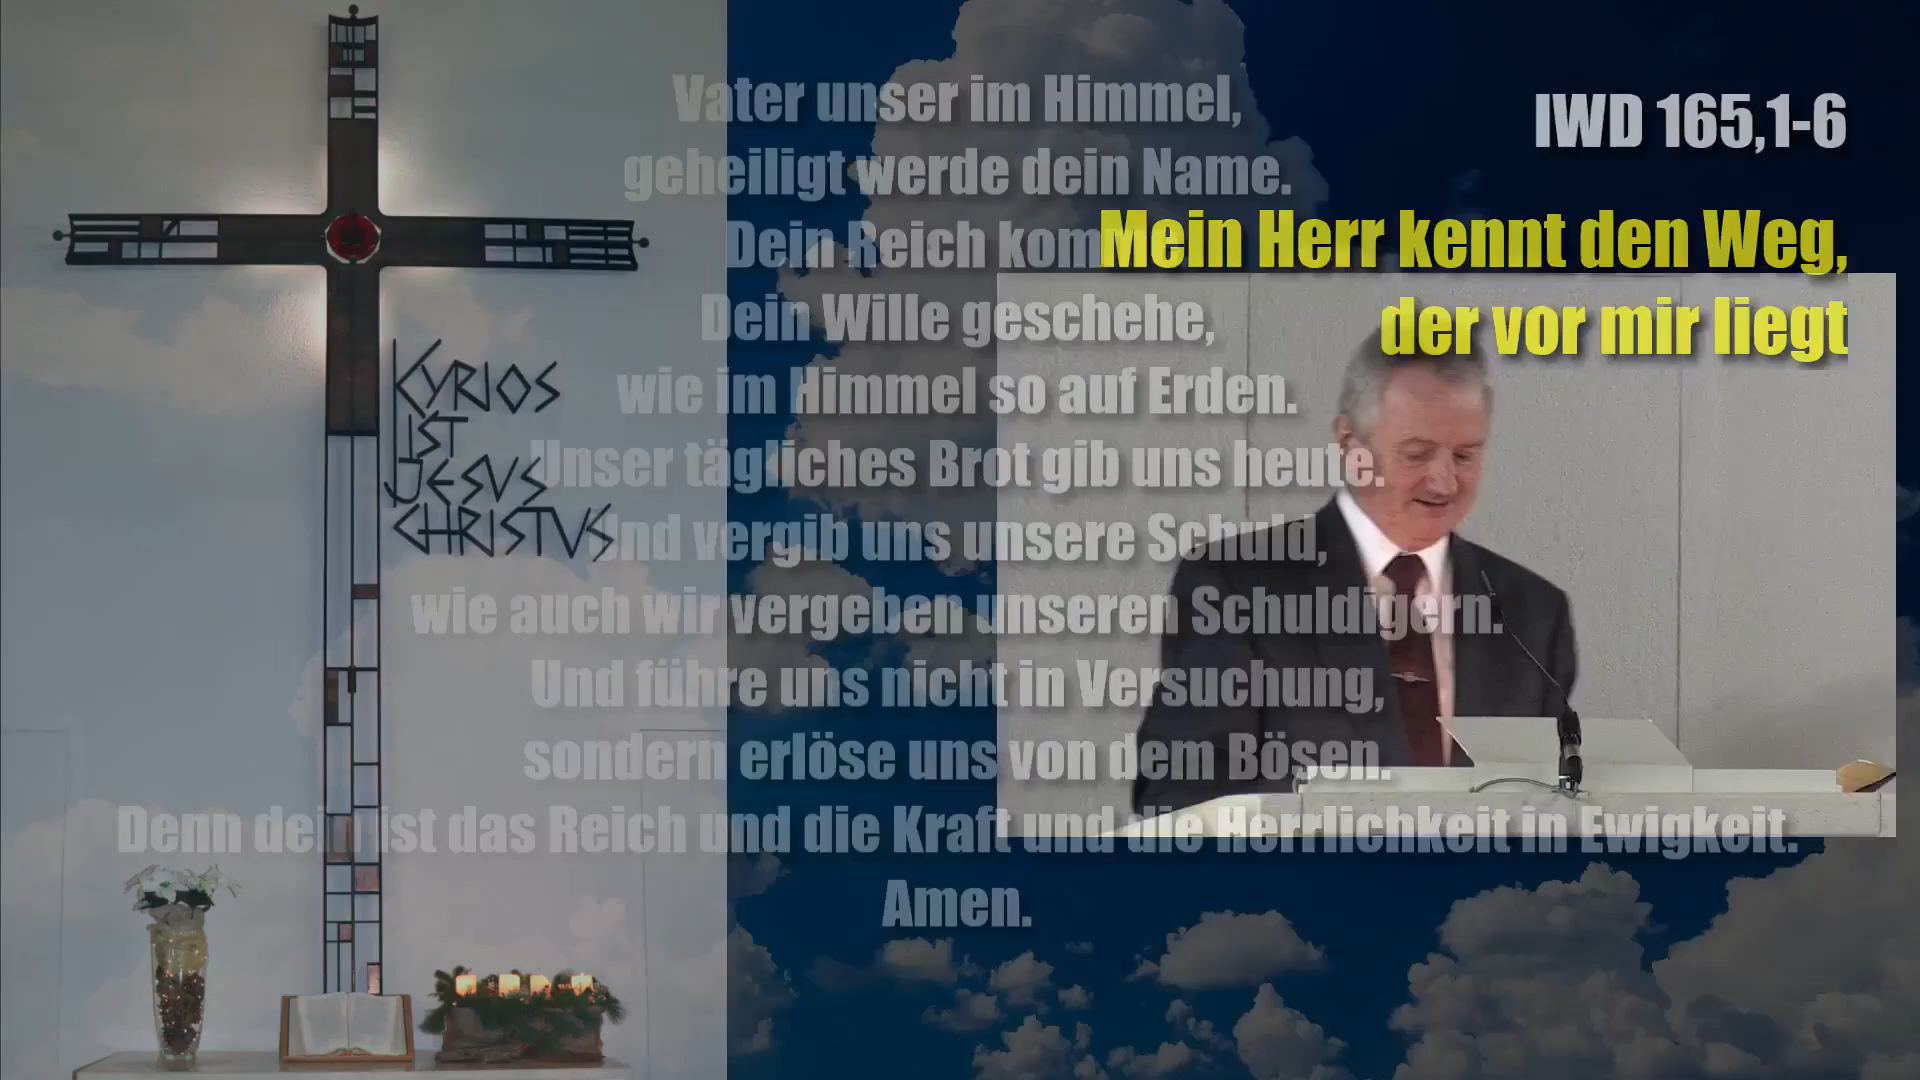 Vater unser im Himmel,
geheiligt werde dein Name.
Dein Reich kom
Dein Wille geschehe,
wie im Himmel so auf Erden.
Unser tägliches Brot gib uns heute.
Und vergib uns unsere Schuld,
wie auch wir vergeben unseren Schuldigern.
Und führe uns nicht in Versuchung,
sondern erlöse uns von dem Bösen.
Denn dein ist das Reich und die Kraft und die Herrlichkeit in Ewigkeit.
Amen.
IWD 165,1-6
Mein Herr kennt den Weg,
der vor mir liegt
KYRIOS
IST
JESVS
CHRISTVS